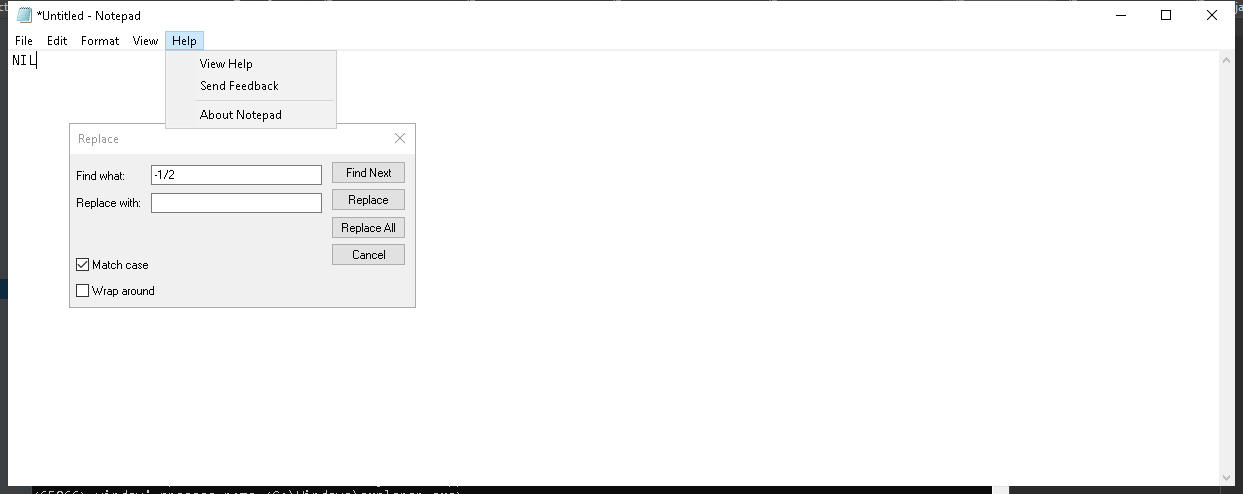 *Untitled - Notepad
File Edit Format View Help
NIL
View Help
Send Feedback
About Notepad
Replace
Find what: -1/2 Find Next
Replace with: Replace
Replace All
Cancel
Match case
Wrap around